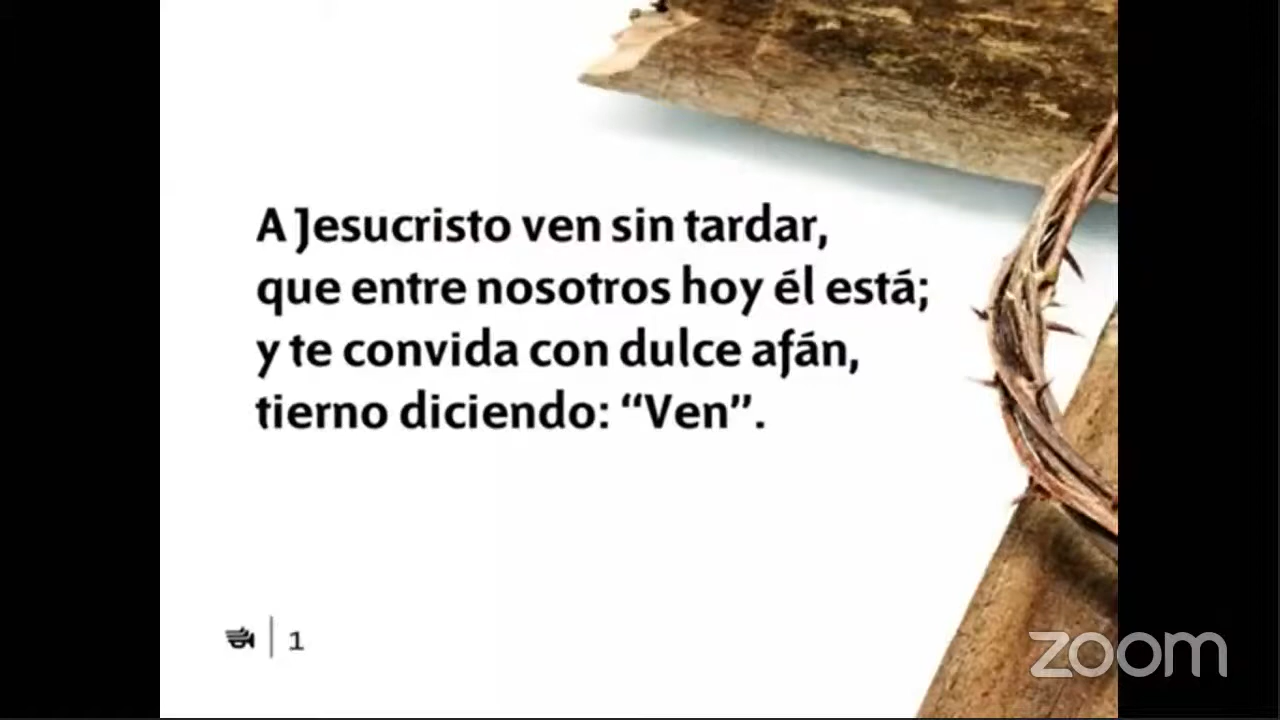 A Jesucristo ven sin tardar,
que entre nosotros hoy él está;
y te convida con dulce afán,
tierno diciendo: “Ven”.
1
zoom